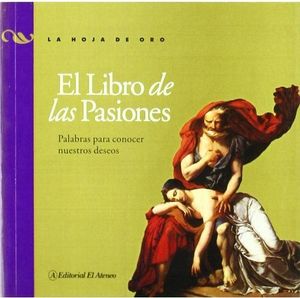 LA HOJA DE ORO
El Libro de
las Pasiones
Palabras para conocer
nuestros deseos
A Editorial El Ateneo